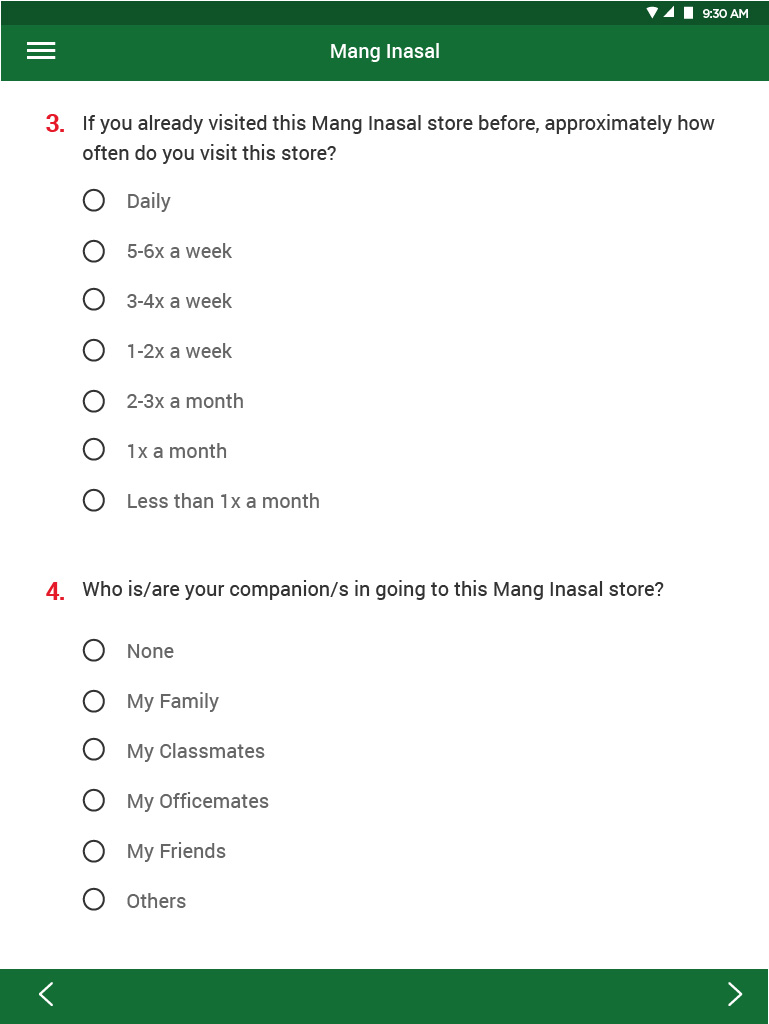 9:30 AM
Mang Inasal
3. If you already visited this Mang Inasal store before, approximately how
often do you visit this store?
Daily
5-6x a week
3-4x a week
1-2x a week
2-3x a month
1x a month
Less than 1x a month
4. Who is/are your companion/s in going to this Mang Inasal store?
None
My Family
My Classmates
My Officemates
My Friends
Others